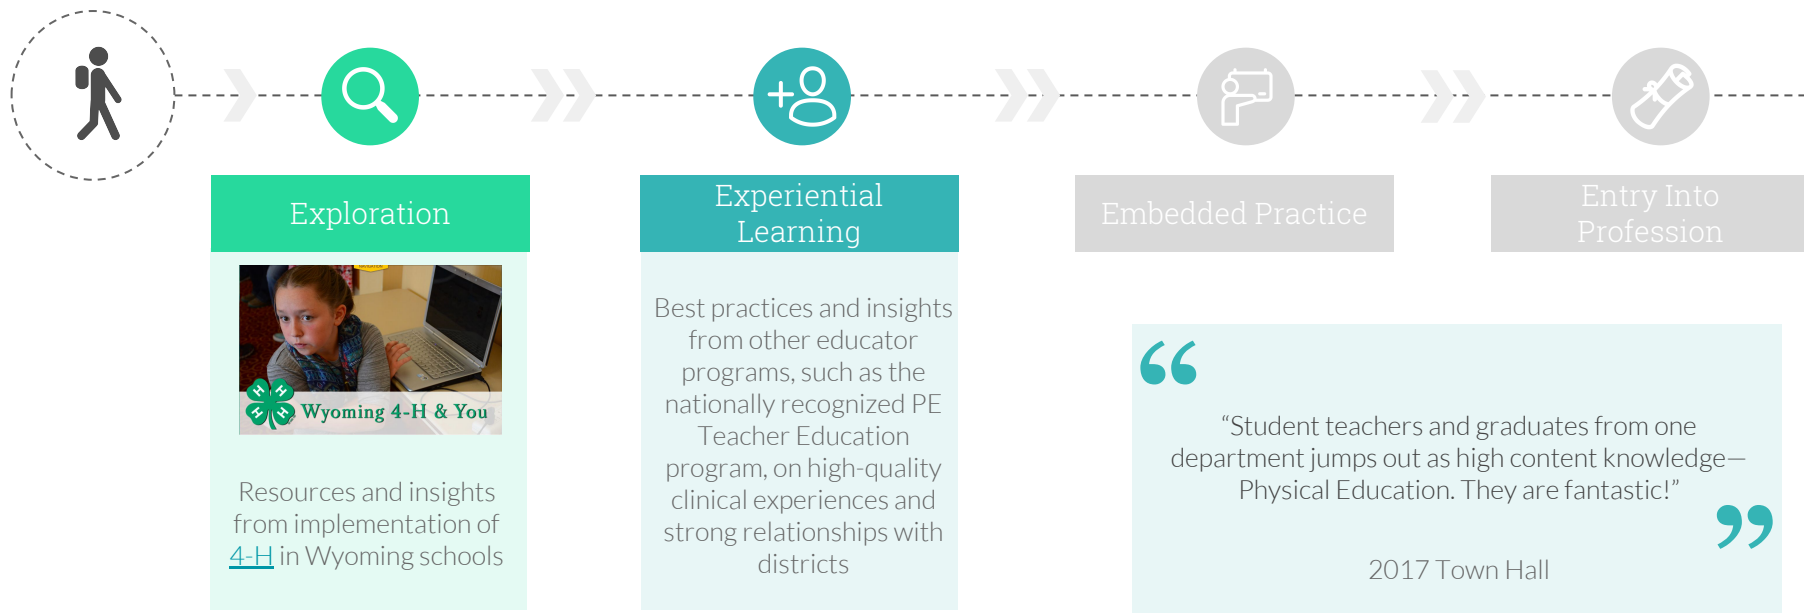 Exploration
Experiential
Learning
Embedded Practice
Entry Into
Profession
H H
H H
Wyoming 4-H & You
Resources and insights
from implementation of
4-H in Wyoming schools
Best practices and insights
from other educator
programs, such as the
nationally recognized PE
Teacher Education
program, on high-quality
clinical experiences and
strong relationships with
districts
“
“Student teachers and graduates from one
department jumps out as high content knowledge—
Physical Education. They are fantastic!”
”
2017 Town Hall